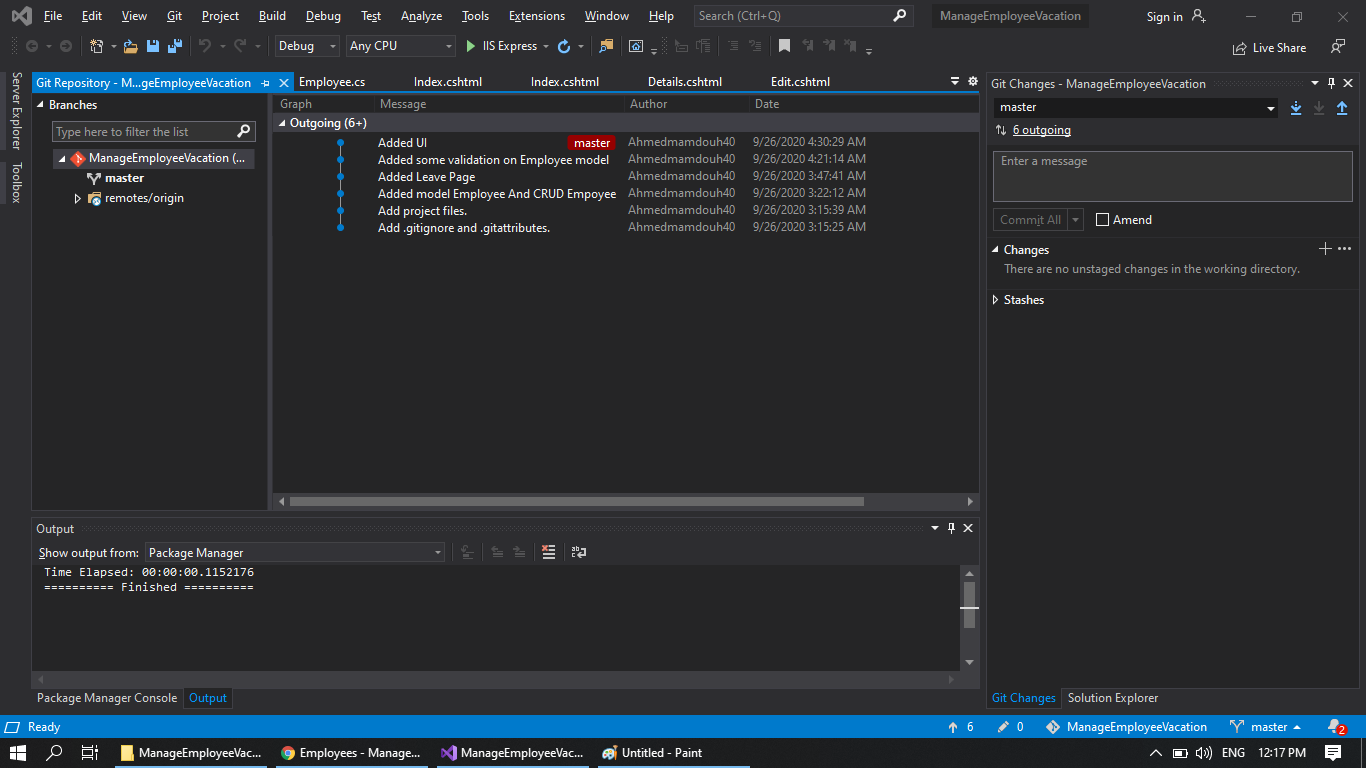 File Edit View Git Project Build Debug Test Analyze Tools Extensions Window Help Search (Ctrl+Q) ManageEmployeeVacation Sign in
Debug Any CPU IIS Express Live Share
Server Explorer
Toolbox
Git Repository - M...geEmployeeVacation Employee.cs Index.cshtml Index.cshtml Details.cshtml Edit.cshtml
Branches
Type here to filter the list
ManageEmployeeVacation (...
master
remotes/origin
Graph Message Author Date
Outgoing (6+)
Added UI master Ahmedmamdouh40 9/26/2020 4:30:29 AM
Added some validation on Employee model Ahmedmamdouh40 9/26/2020 4:21:14 AM
Added Leave Page Ahmedmamdouh40 9/26/2020 3:47:41 AM
Added model Employee And CRUD Empoyee Ahmedmamdouh40 9/26/2020 3:22:12 AM
Add project files. Ahmedmamdouh40 9/26/2020 3:15:39 AM
Add .gitignore and .gitattributes. Ahmedmamdouh40 9/26/2020 3:15:25 AM
Git Changes - ManageEmployeeVacation
master
6 outgoing
Enter a message
Commit All Amend
Changes
There are no unstaged changes in the working directory.
Stashes
Output
Show output from: Package Manager
Time Elapsed: 00:00:00.1152176
========== Finished ==========
Package Manager Console Output
Git Changes Solution Explorer
Ready 6 0 ManageEmployeeVacation master 2
ManageEmployeeVac... Employees - Manage... ManageEmployeeVac... Untitled - Paint ENG 12:17 PM